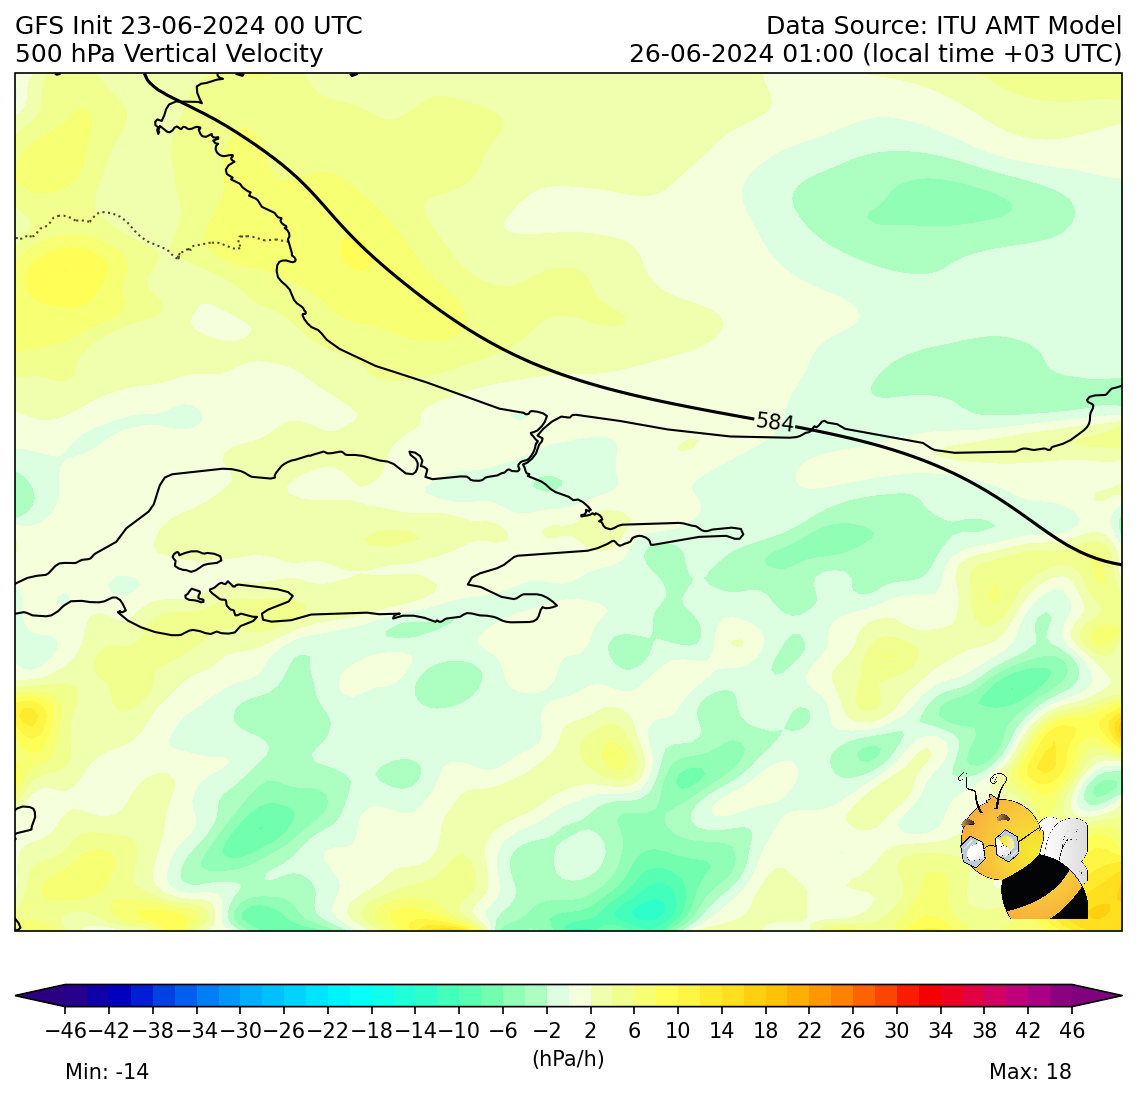 GFS Init 23-06-2024 00 UTC
500 hPa Vertical Velocity
Data Source: ITU AMT Model
26-06-2024 01:00 (local time +03 UTC)
584
−46 −42 −38 −34 −30 −26 −22 −18 −14 −10 −6 −2 2 6 10 14 18 22 26 30 34 38 42 46
(hPa/h)
Min: -14
Max: 18